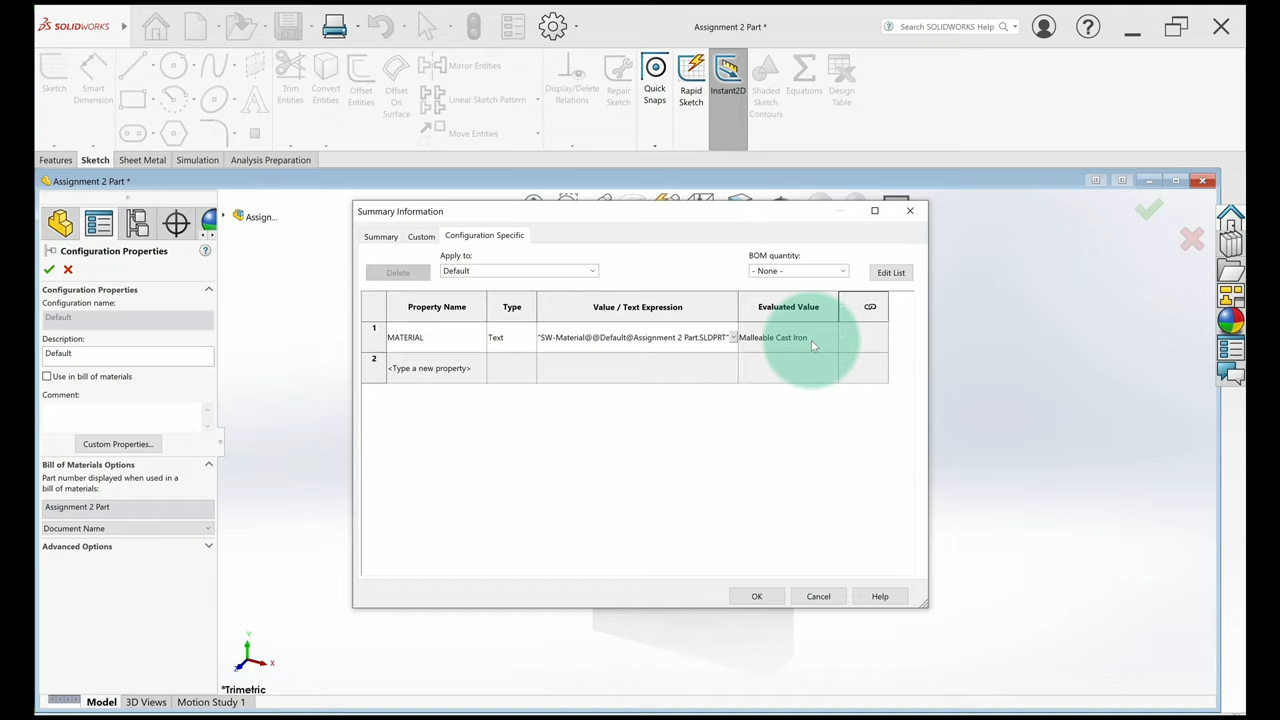 SOLIDWORKS
Assignment 2 Part *
Search SOLIDWORKS Help
Sketch
Smart Dimension
Trim Entities
Convert Entities
Offset Entities
Offset On Surface
Mirror Entities
Linear Sketch Pattern
Move Entities
Display/Delete Relations
Repair Sketch
Quick Snaps
Rapid Sketch
Instant2D
Shaded Sketch Contours
Equations
Design Table
Features
Sketch
Sheet Metal
Simulation
Analysis Preparation
Assignment 2 Part *
Assign...
Configuration Properties
Configuration Properties
Configuration name:
Default
Description:
Default
Use in bill of materials
Comment:
Custom Properties...
Bill of Materials Options
Part number displayed when used in a bill of materials:
Assignment 2 Part
Document Name
Advanced Options
Summary Information
Summary
Custom
Configuration Specific
Apply to:
BOM quantity:
Delete
Default
- None -
Edit List
Property Name
Type
Value / Text Expression
Evaluated Value
1
MATERIAL
Text
"SW-Material@@Default@Assignment 2 Part.SLDPRT"
Malleable Cast Iron
2
<Type a new property>
OK
Cancel
Help
Y
X
Z
*Trimetric
Model
3D Views
Motion Study 1